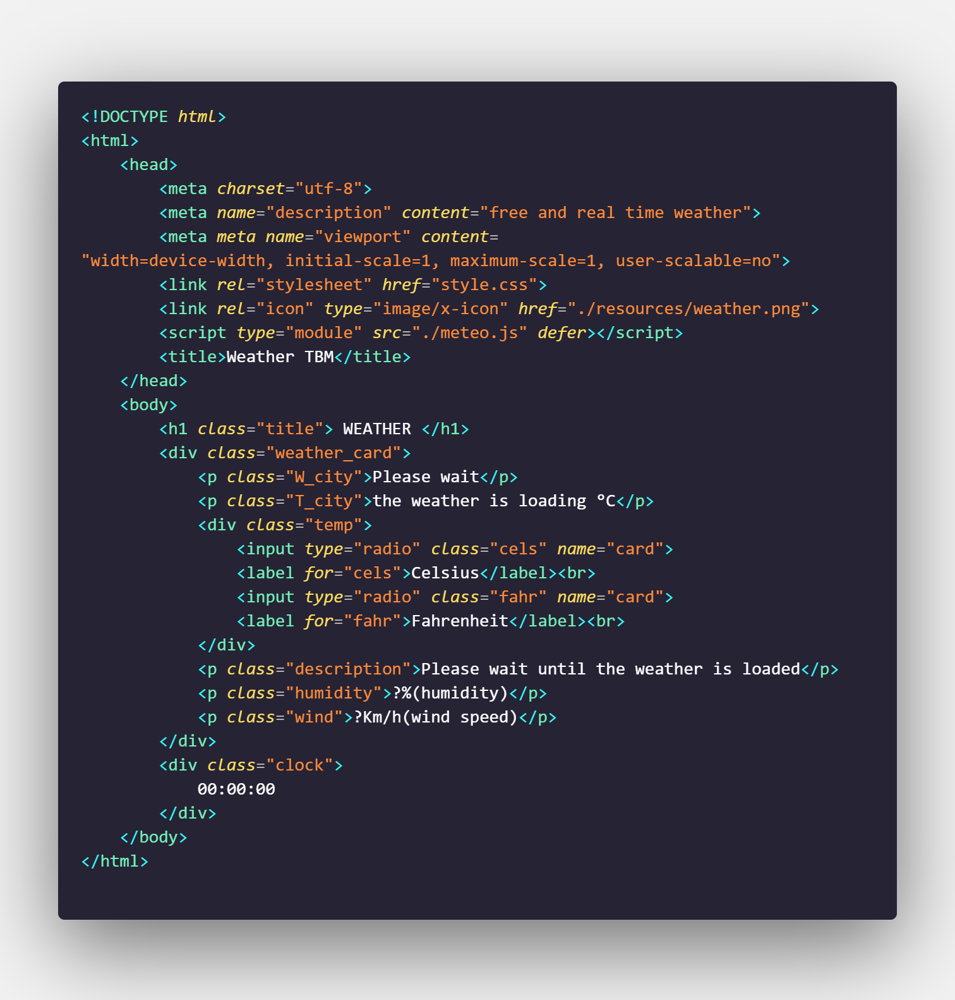 <!DOCTYPE html>
<html>
    <head>
        <meta charset="utf-8">
        <meta name="description" content="free and real time weather">
        <meta meta name="viewport" content=
"width=device-width, initial-scale=1, maximum-scale=1, user-scalable=no">
        <link rel="stylesheet" href="style.css">
        <link rel="icon" type="image/x-icon" href="./resources/weather.png">
        <script type="module" src="./meteo.js" defer></script>
        <title>Weather TBM</title>
    </head>
    <body>
        <h1 class="title"> WEATHER </h1>
        <div class="weather_card">
            <p class="W_city">Please wait</p>
            <p class="T_city">the weather is loading °C</p>
            <div class="temp">
                <input type="radio" class="cels" name="card">
                <label for="cels">Celsius</label><br>
                <input type="radio" class="fahr" name="card">
                <label for="fahr">Fahrenheit</label><br>
            </div>
            <p class="description">Please wait until the weather is loaded</p>
            <p class="humidity">?%(humidity)</p>
            <p class="wind">?Km/h(wind speed)</p>
        </div>
        <div class="clock">
            00:00:00
        </div>
    </body>
</html>